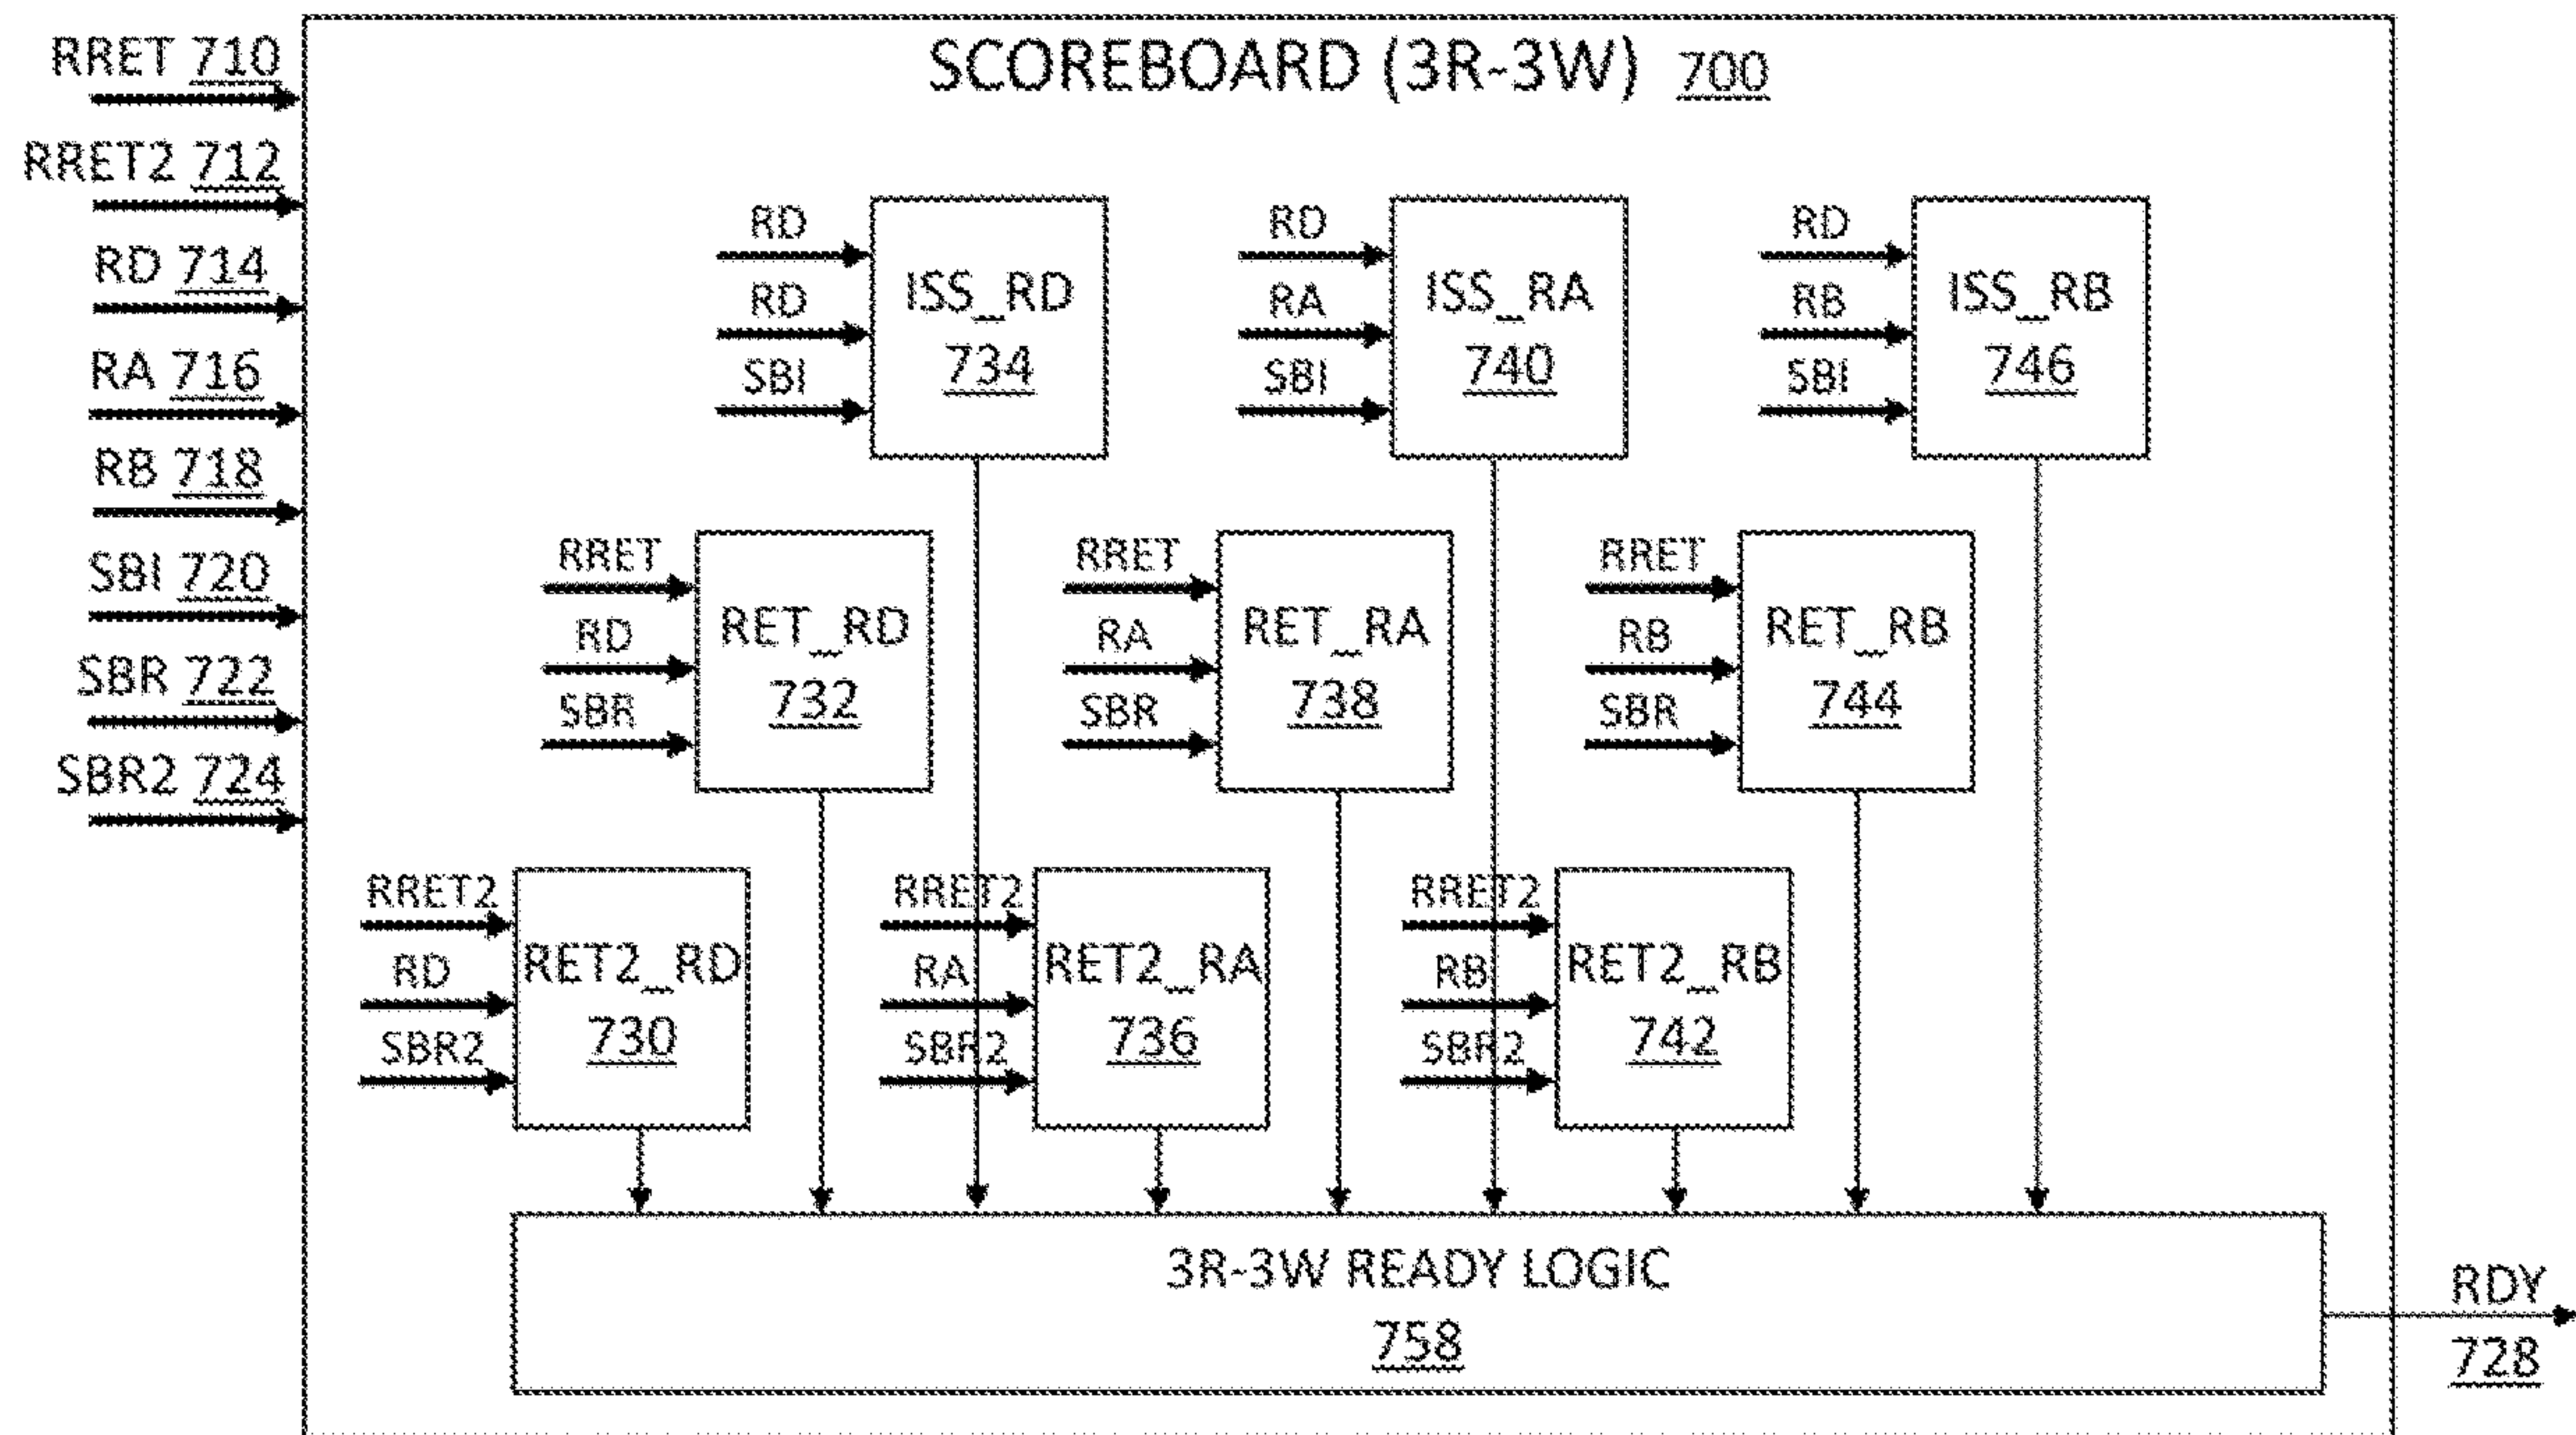 SCOREBOARD (3R-3W) 700
RRET 710
RRET2 712
RD 714
RA 716
RB 718
SBI 720
SBR 722
SBR2 724
RD
RD
SBI
ISS_RD
734
RD
RA
SBI
ISS_RA
740
RD
RB
SBI
ISS_RB
746
RRET
RD
SBR
RET_RD
732
RRET
RA
SBR
RET_RA
738
RRET
RB
SBR
RET_RB
744
RRET2
RD
SBR2
RET2_RD
730
RRET2
RA
SBR2
RET2_RA
736
RRET2
RB
SBR2
RET2_RB
742
3R-3W READY LOGIC
758
RDY
728